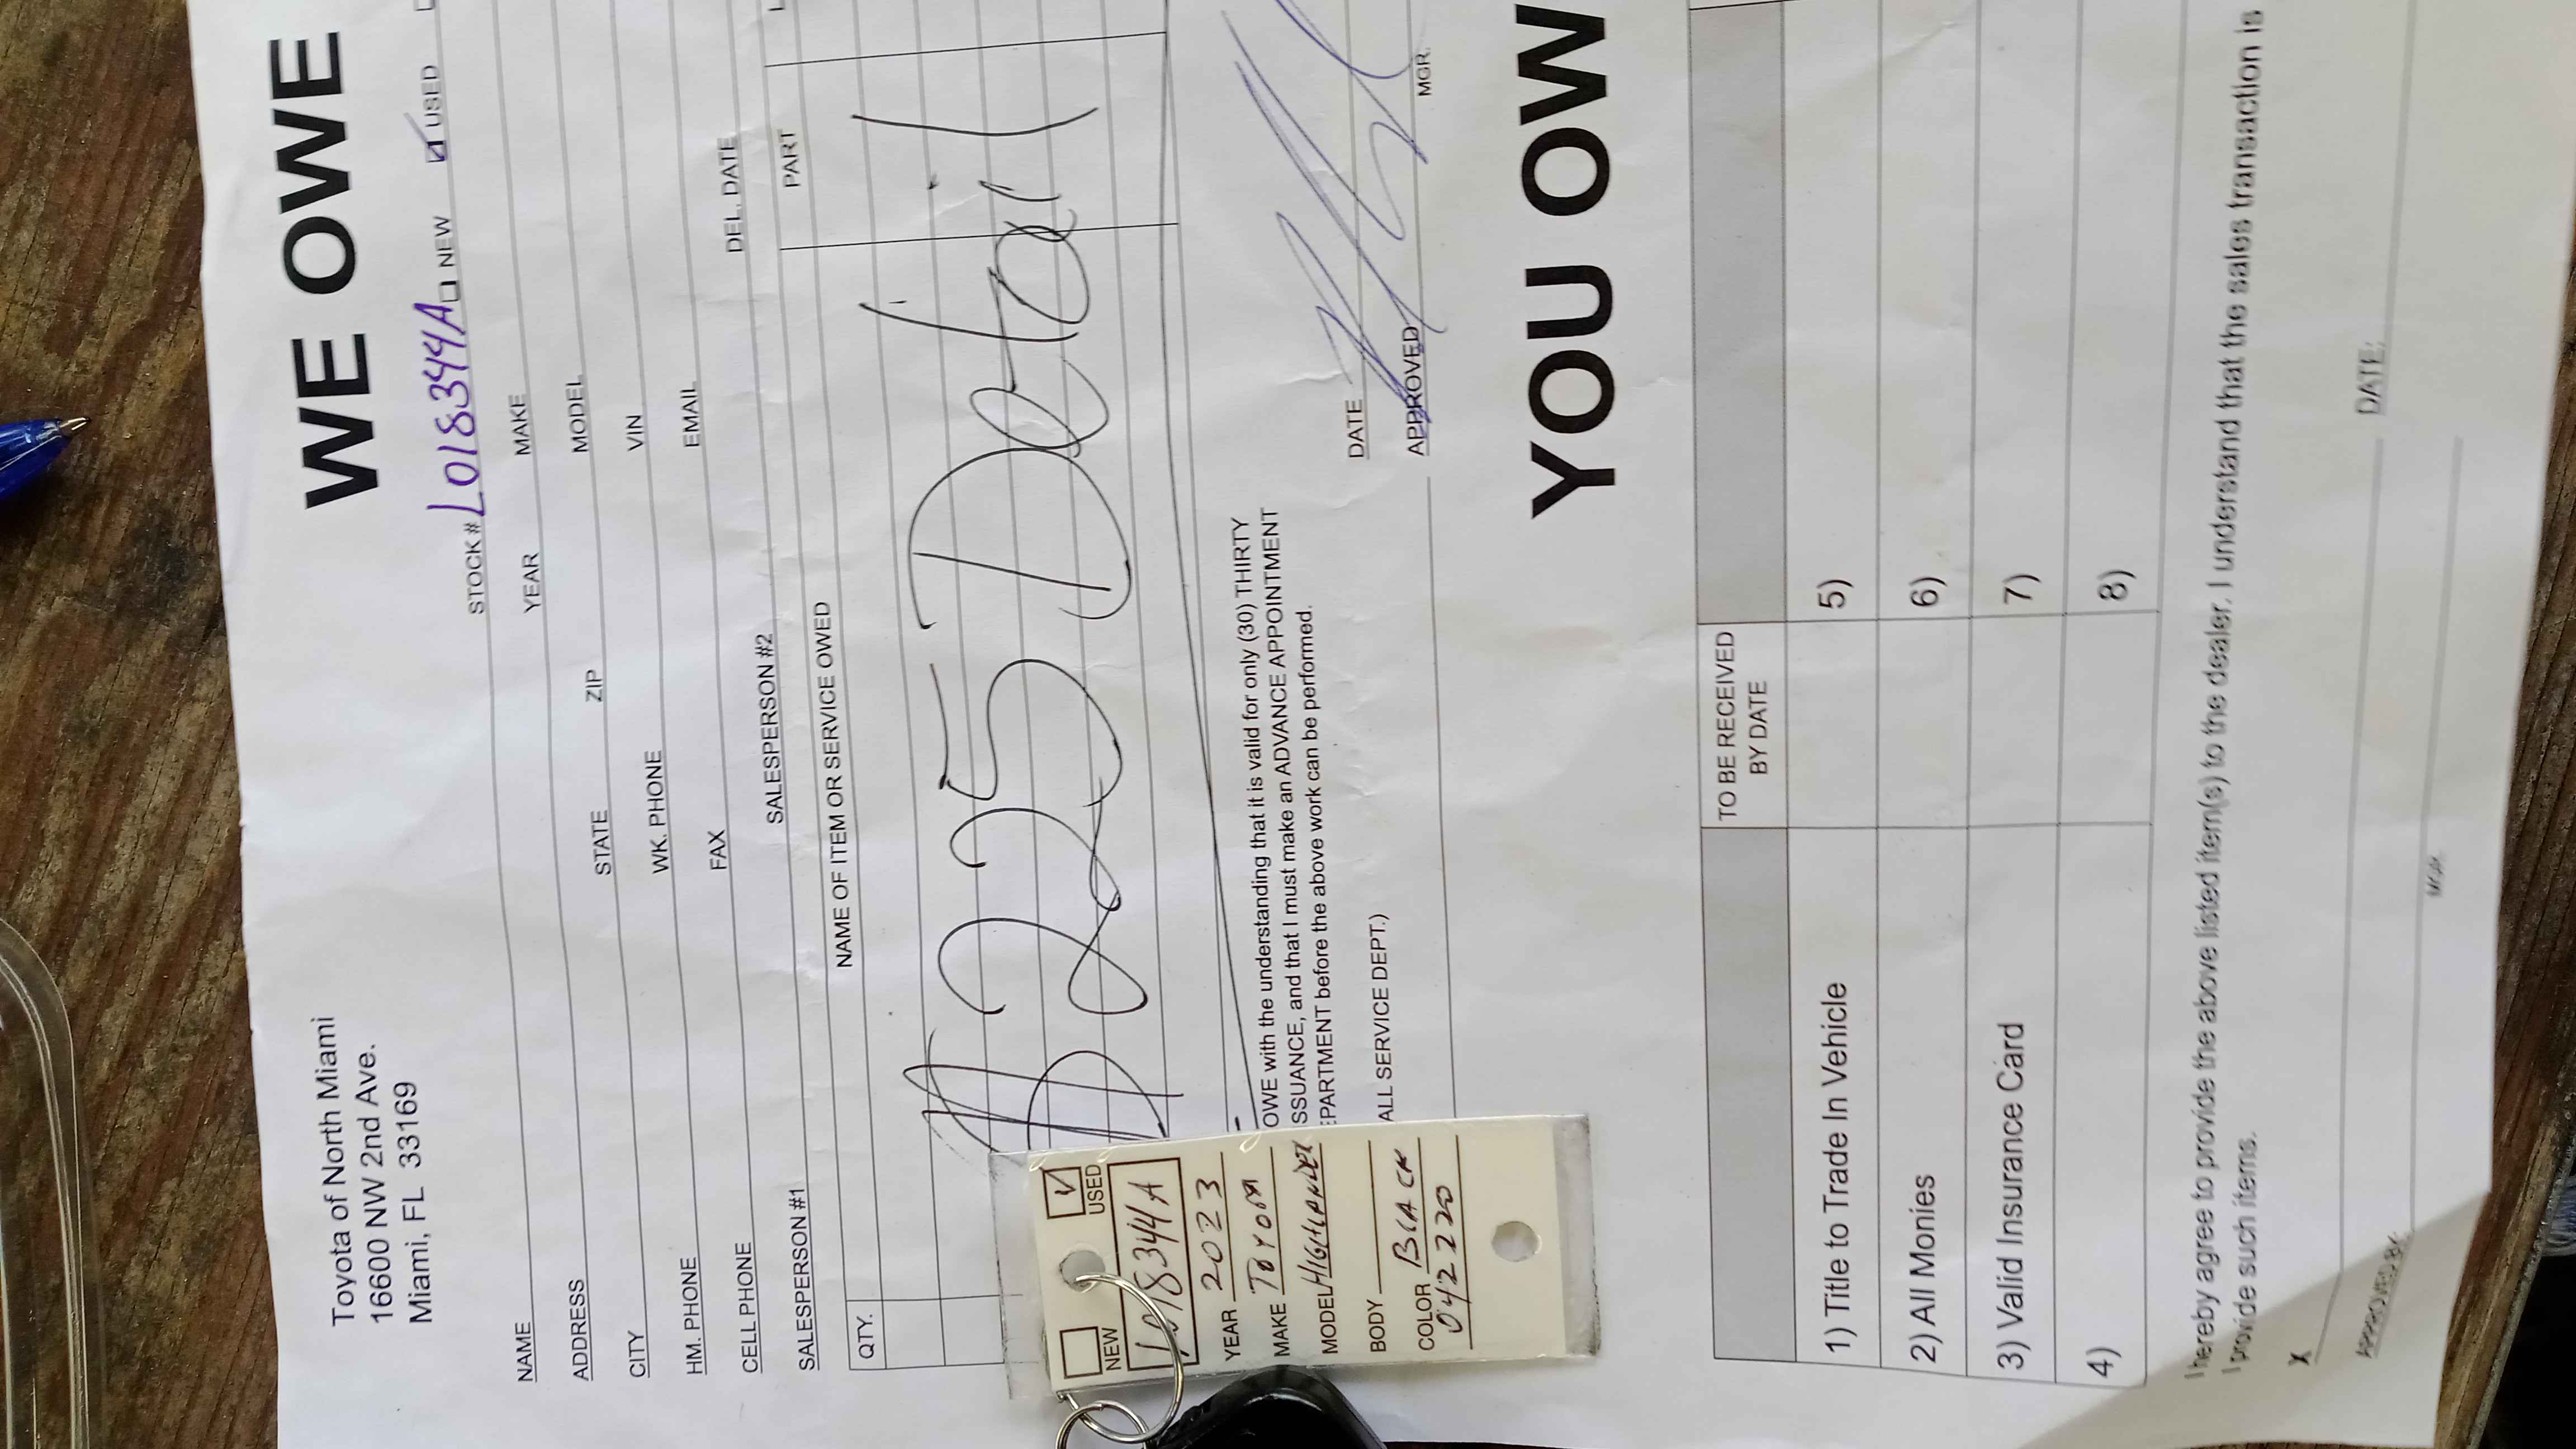 Toyota of North Miami
16600 NW 2nd Ave.
Miami, FL 33169
WE OWE
STOCK# L018344A NEW USED
NAME YEAR MAKE
ADDRESS MODEL
CITY STATE ZIP VIN
HM. PHONE WK. PHONE EMAIL
CELL PHONE FAX DEL. DATE
SALESPERSON #1 SALESPERSON #2
QTY. NAME OF ITEM OR SERVICE OWED PART
$225 Detail
OWE with the understanding that it is valid for only (30) THIRTY
SSUANCE, and that I must make an ADVANCE APPOINTMENT
EPARTMENT before the above work can be performed.
DATE
ALL SERVICE DEPT.)
APPROVED MGR.
NEW USED
L018344A
YEAR 2023
MAKE TOYOTA
MODEL HIGHLANDER
BODY
COLOR BLACK
042220
YOU OW
TO BE RECEIVED
BY DATE
1) Title to Trade In Vehicle 5)
2) All Monies 6)
3) Valid Insurance Card 7)
4) 8)
I hereby agree to provide the above listed item(s) to the dealer. I understand that the sales transaction is
I provide such items.
X DATE:
APPROVED BY MGR.